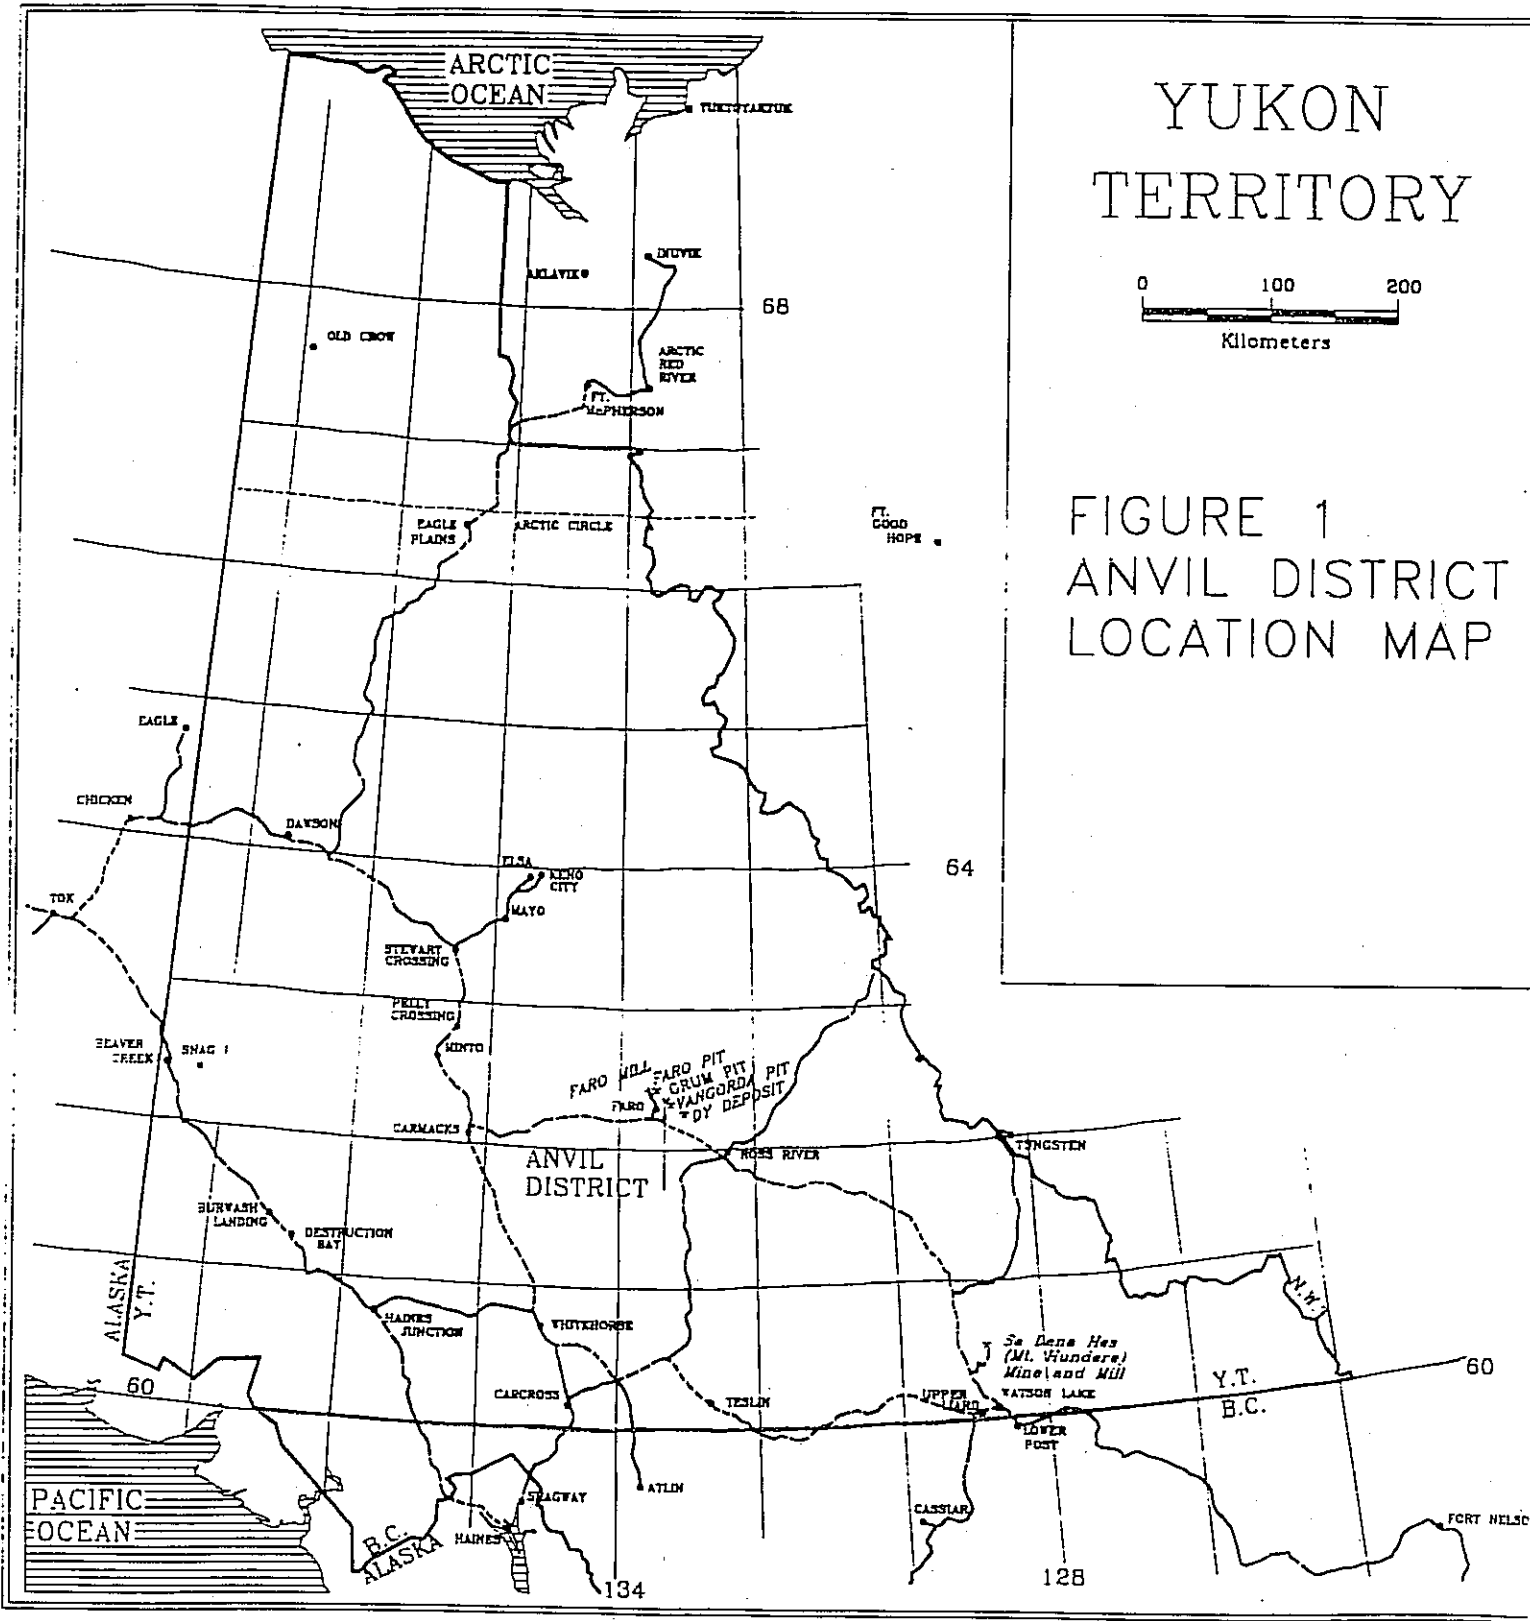 YUKON
TERRITORY
0 100 200
Kilometers
FIGURE 1
ANVIL DISTRICT
LOCATION MAP
ARCTIC
OCEAN
TUKTOYAKTUK
INUVIK
AKLAVIK
68
OLD CROW
ARCTIC
RED
RIVER
FT.
McPHERSON
EAGLE
PLAINS
ARCTIC CIRCLE
FT.
GOOD
HOPE
EAGLE
CHICKEN
DAWSON
ELSA
KENO
CITY
64
TOK
MAYO
STEWART
CROSSING
PELLY
CROSSING
BEAVER
CREEK
SNAG
MINTO
FARO MILL
FARO PIT
GRUM PIT
VANGORDA PIT
DY DEPOSIT
FARO
CARMACKS
ROSS RIVER
TUNGSTEN
ANVIL
DISTRICT
BURWASH
LANDING
DESTRUCTION
BAY
ALASKA
Y.T.
HAINES
JUNCTION
WHITEHORSE
N.W.T
Sa Dena Hes
(Mt. Hundere)
Mine and Mill
60
CARCROSS
TESLIN
UPPER
LIARD
WATSON LAKE
Y.T.
B.C.
60
LOWER
POST
PACIFIC
OCEAN
SKAGWAY
ATLIN
CASSIAR
HAINES
B.C.
ALASKA
FORT NELSO
134
128